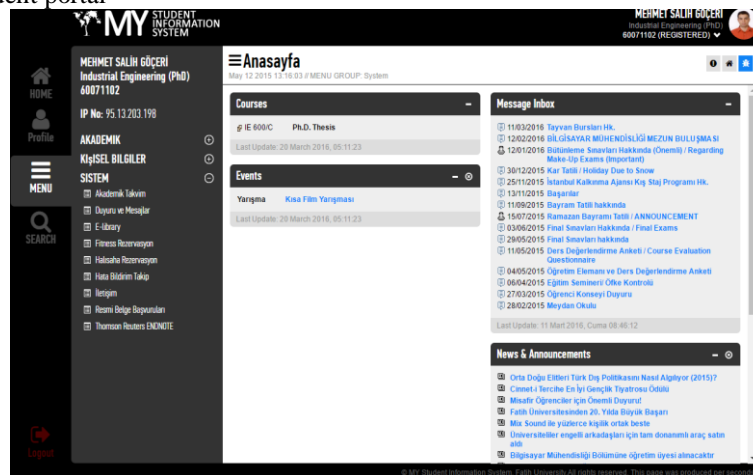 dent portal
MY STUDENT
INFORMATION
SYSTEM
MEHMET SALİH GÖÇERİ
Industrial Engineering (PhD)
60071102 (REGISTERED)
HOME
Profile
MENU
SEARCH
Logout
MEHMET SALİH GÖÇERİ
Industrial Engineering (PhD)
60071102
IP No: 95.13.203.198
AKADEMIK
KIŞISEL BILGILER
SISTEM
Akademik Takvim
Duyuru ve Mesajlar
E-library
Fitness Rezervasyon
Halısaha Rezervasyon
Hata Bildirim Takip
İletişim
Resmi Belge Başvuruları
Thomson Reuters ENDNOTE
Anasayfa
May 12 2015 13:16:03 // MENU GROUP: System
Courses
IE 600/C Ph.D. Thesis
Last Update: 20 March 2016, 05:11:23
Events
Yarışma Kısa Film Yarışması
Last Update: 20 March 2016, 05:11:23
Message Inbox
11/03/2016 Tayvan Bursları Hk.
12/02/2016 BİLGİSAYAR MÜHENDİSLİĞİ MEZUN BULUŞMASI
12/01/2016 Bütünleme Sınavları Hakkında (Önemli) / Regarding
Make-Up Exams (Important)
30/12/2015 Kar Tatili / Holiday Due to Snow
25/11/2015 İstanbul Kalkınma Ajansı Kış Staj Programı Hk.
13/11/2015 Başarılar
11/09/2015 Bayram Tatili hakkında
15/07/2015 Ramazan Bayramı Tatili / ANNOUNCEMENT
03/06/2015 Final Sınavları Hakkında / Final Exams
29/05/2015 Final Sınavları hakkında
11/05/2015 Ders Değerlendirme Anketi / Course Evaluation
Questionnaire
04/05/2015 Öğretim Elemanı ve Ders Değerlendirme Anketi
06/04/2015 Eğitim Semineri/ Öfke Kontrolü
27/03/2015 Öğrenci Konseyi Duyuru
28/02/2015 Meydan Okulu
Last Update: 11 Mart 2016, Cuma 08:46:12
News & Announcements
Orta Doğu Elitleri Türk Dış Politikasını Nasıl Algılıyor (2015)?
Cinnet-i Tercihe En İyi Gençlik Tiyatrosu Ödülü
Misafir Öğrenciler için Önemli Duyuru!
Fatih Üniversitesinden 20. Yılda Büyük Başarı
Mix Sound ile yüzlerce kişilik ortak beste
Üniversiteliler engelli arkadaşları için tam donanımlı araç satın
aldı
Bilgisayar Mühendisliği Bölümüne öğretim üyesi alınacaktır
© MY Student Information System. Fatih University All rights reserved. This page was produced per second